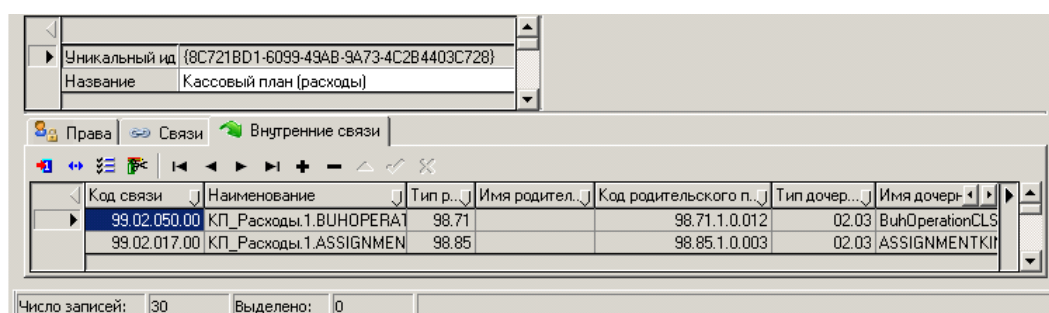 Уникальный ид {8C721BD1-6099-49AB-9A73-4C2B4403C728}
Название Кассовый план (расходы)
Права Связи Внутренние связи
Код связи Наименование Тип р... Имя родител... Код родительского п... Тип дочер... Имя дочерн
99.02.050.00 КП_Расходы.1.BUHOPERAT 98.71 98.71.1.0.012 02.03 BuhOperationCLS
99.02.017.00 КП_Расходы.1.ASSIGNMEN 98.85 98.85.1.0.003 02.03 ASSIGNMENTKIN
Число записей: 30 Выделено: 0